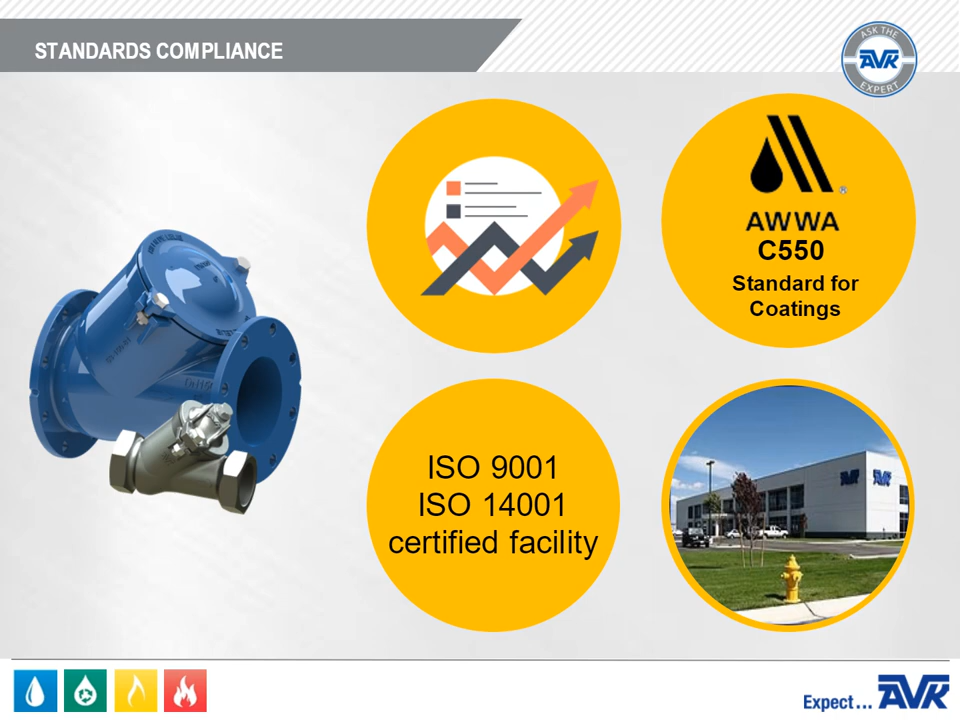 STANDARDS COMPLIANCE
ASK THE
AVK
EXPERT
AWWA
®
C550
Standard for
Coatings
ISO 9001
ISO 14001
certified facility
AVK AVK
Expect... AVK